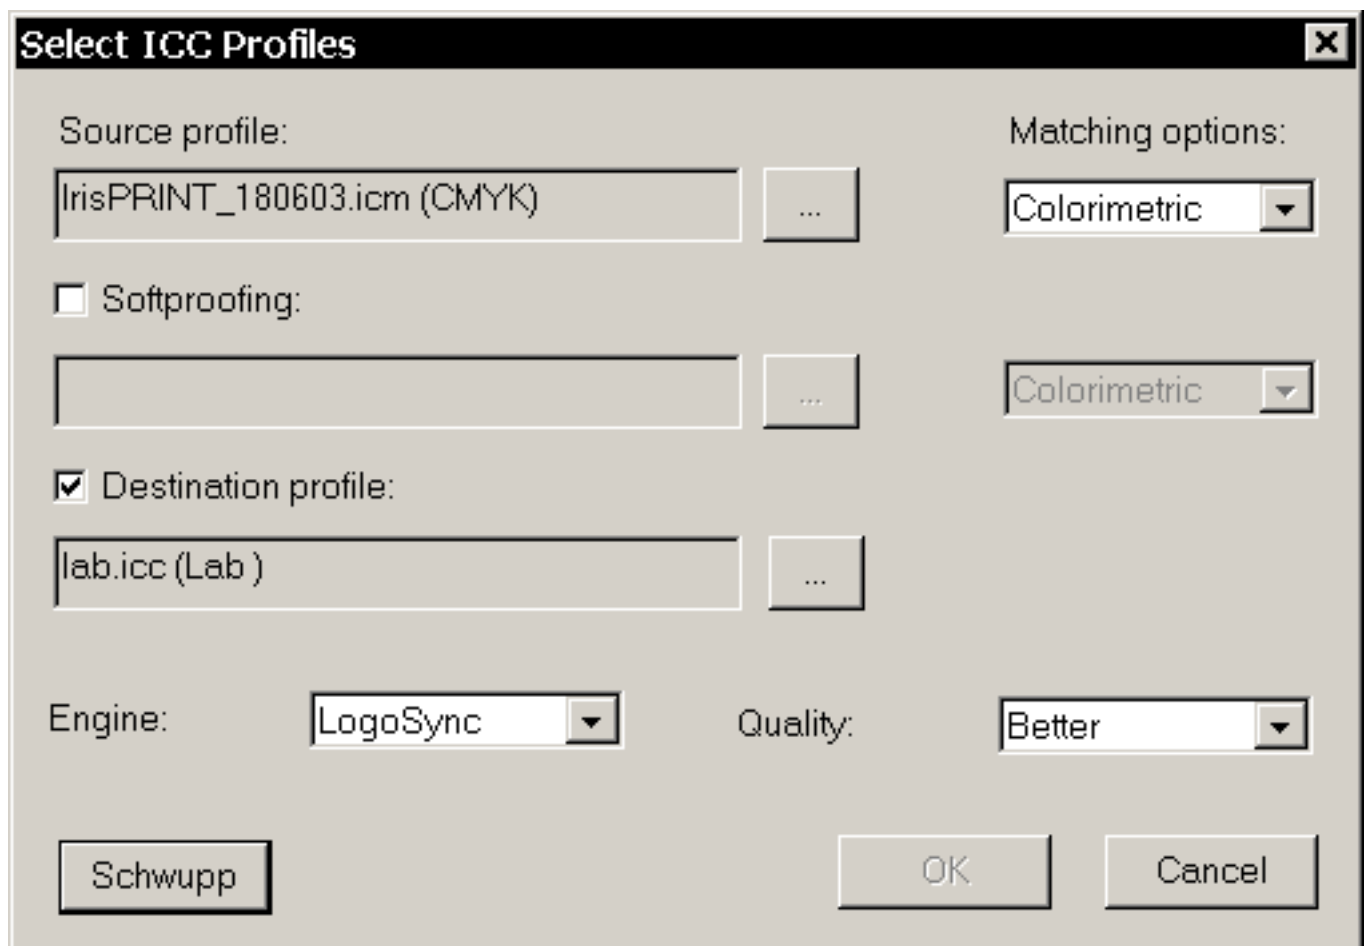 Select ICC Profiles
Source profile:
Matching options:
IrisPRINT_180603.icm (CMYK)
...
Colorimetric
Softproofing:
...
Colorimetric
Destination profile:
lab.icc (Lab )
...
Engine:
LogoSync
Quality:
Better
Schwupp
OK
Cancel